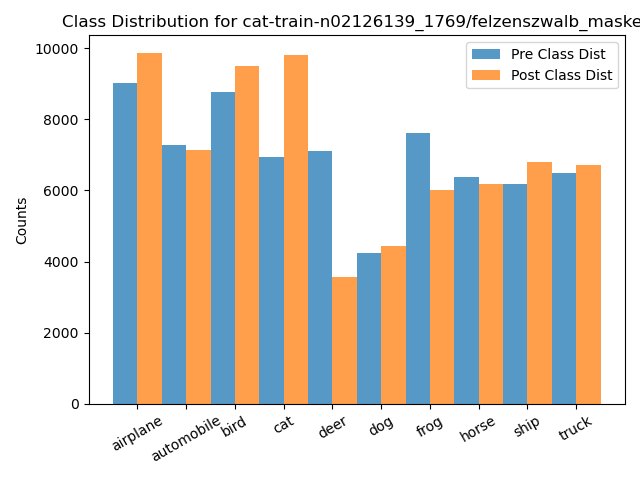 Class Distribution for cat-train-n02126139_1769/felzenszwalb_maske
Pre Class Dist
Post Class Dist
Counts
10000
8000
6000
4000
2000
0
airplane
automobile
bird
cat
deer
dog
frog
horse
ship
truck